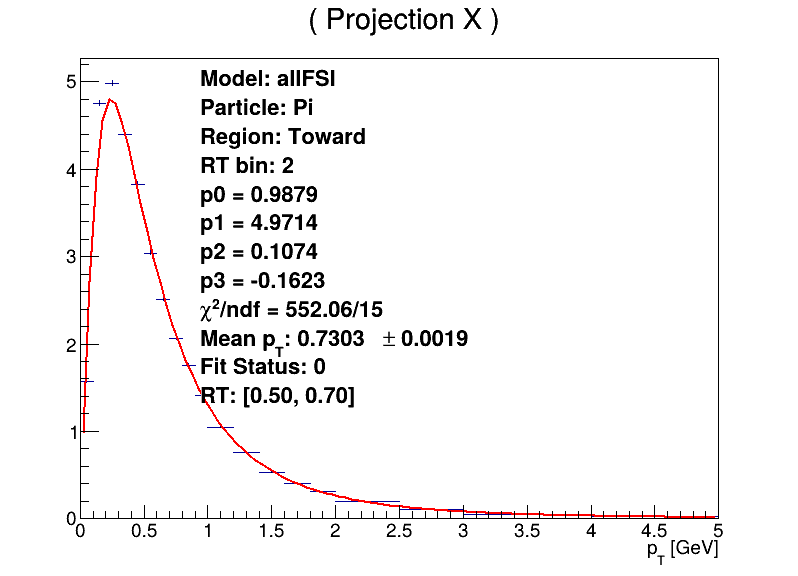 ( Projection X )
Model: allFSI
Particle: Pi
Region: Toward
RT bin: 2
p0 = 0.9879
p1 = 4.9714
p2 = 0.1074
p3 = -0.1623
χ²/ndf = 552.06/15
Mean pT: 0.7303 ± 0.0019
Fit Status: 0
RT: [0.50, 0.70]
5
4
3
2
1
0
0 0.5 1 1.5 2 2.5 3 3.5 4 4.5 5
pT [GeV]